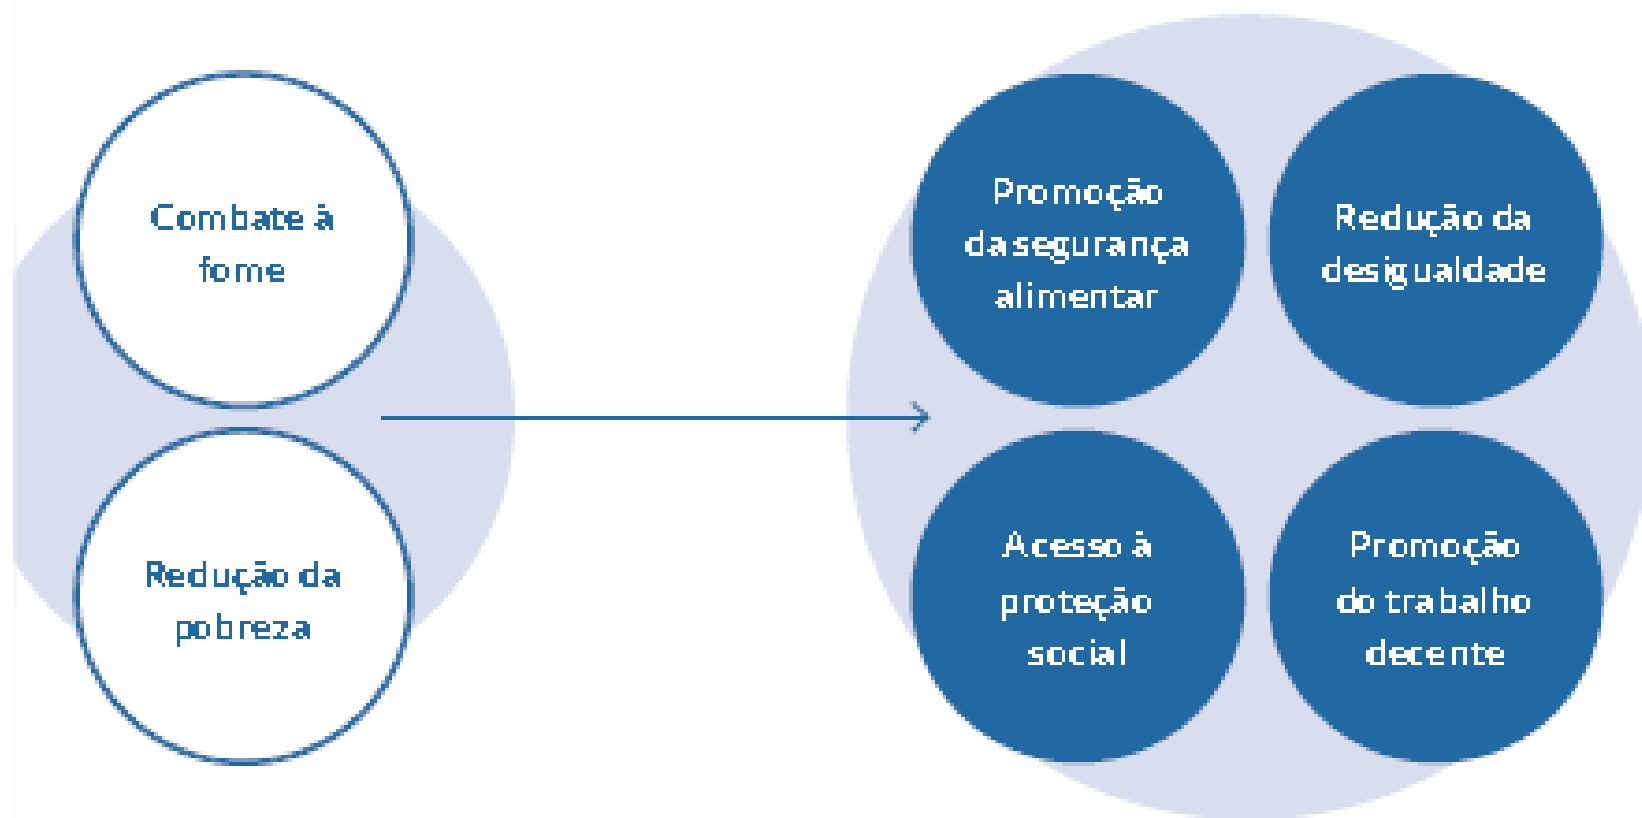 Combate à
fome
Redução da
pobreza
Promoção
da segurança
alimentar
Redução da
desigualdade
Acesso à
proteção
social
Promoção
do trabalho
decente